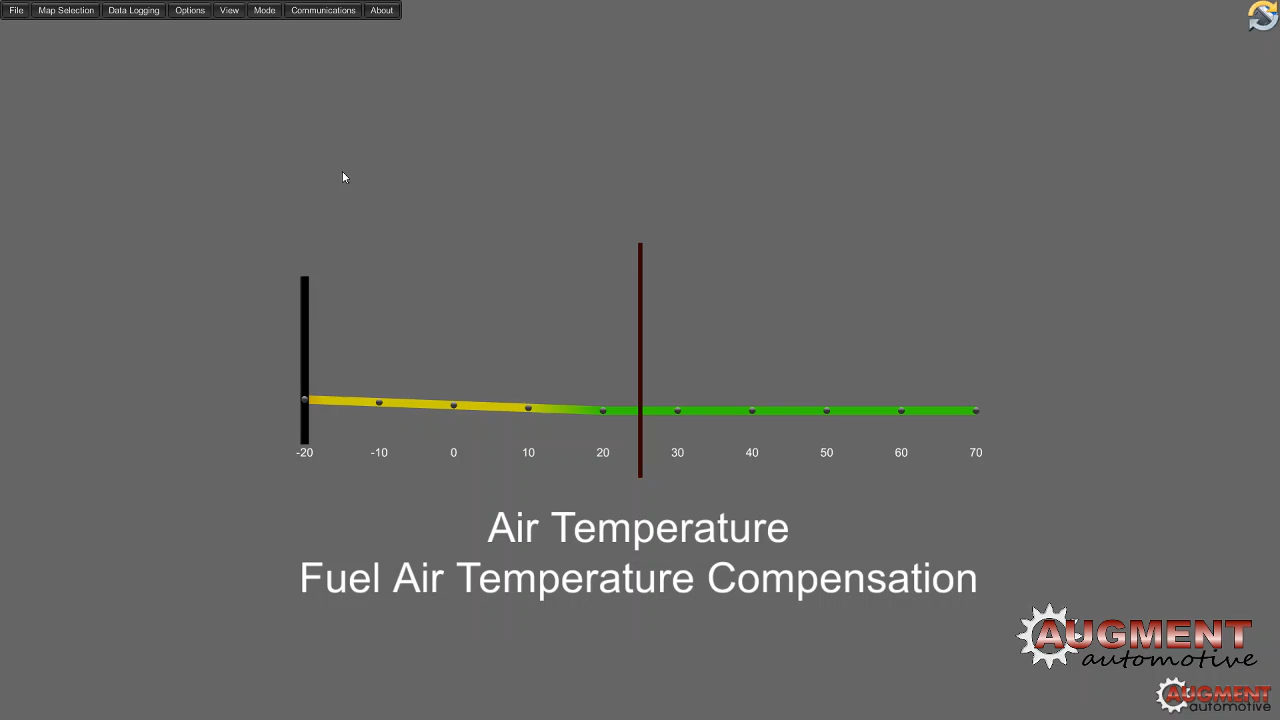 File Map Selection Data Logging Options View Mode Communications About
-20 -10 0 10 20 30 40 50 60 70
Air Temperature
Fuel Air Temperature Compensation
AUGMENT
automotive
AUGMENT
automotive